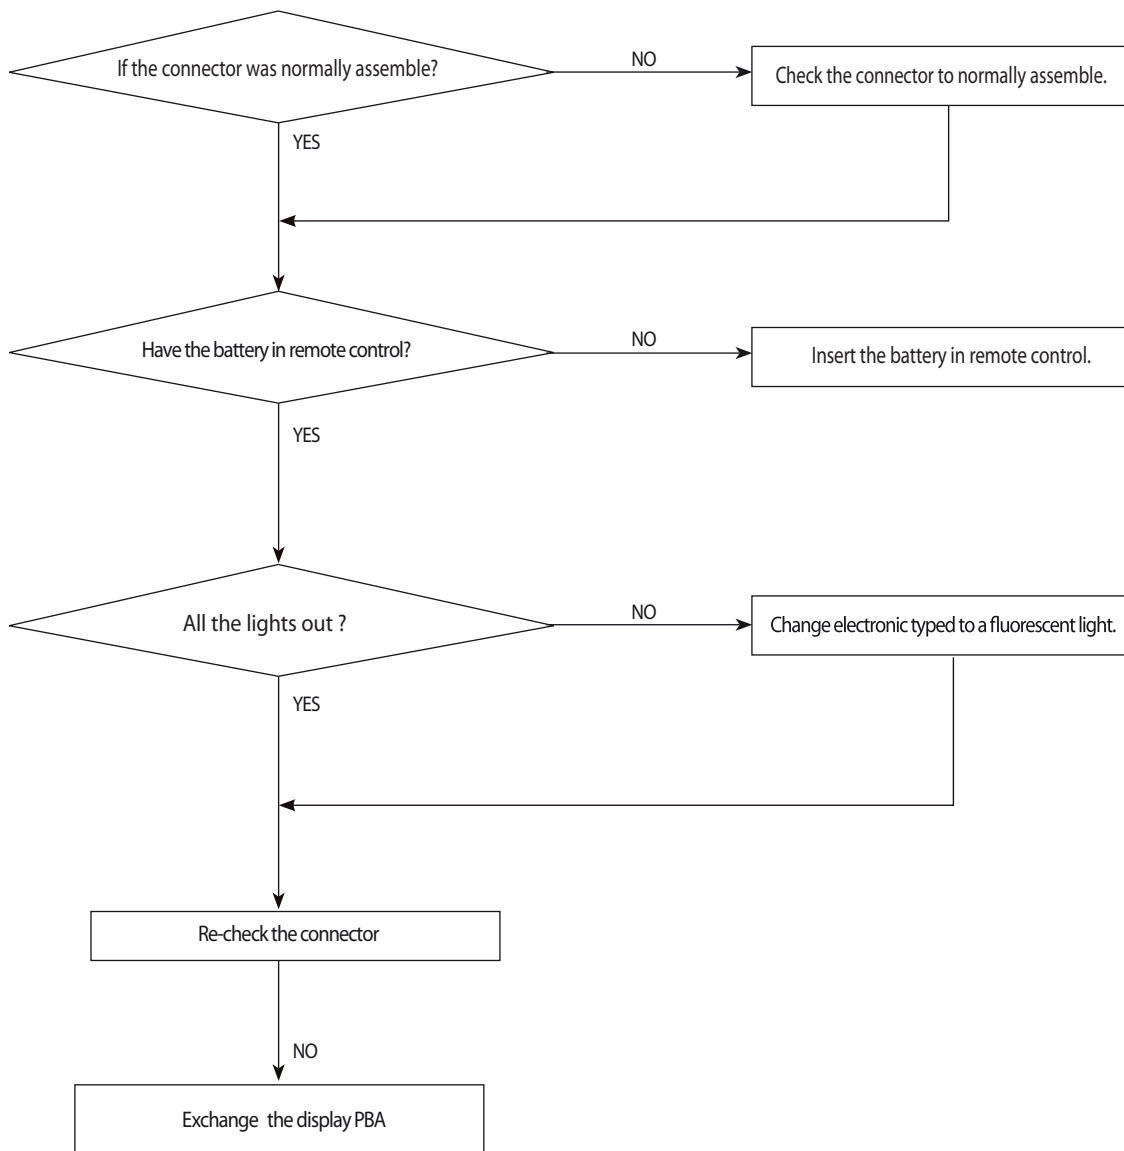 If the connector was normally assemble?
NO
Check the connector to normally assemble.
YES
Have the battery in remote control?
NO
Insert the battery in remote control.
YES
All the lights out ?
NO
Change electronic typed to a fluorescent light.
YES
Re-check the connector
NO
Exchange the display PBA